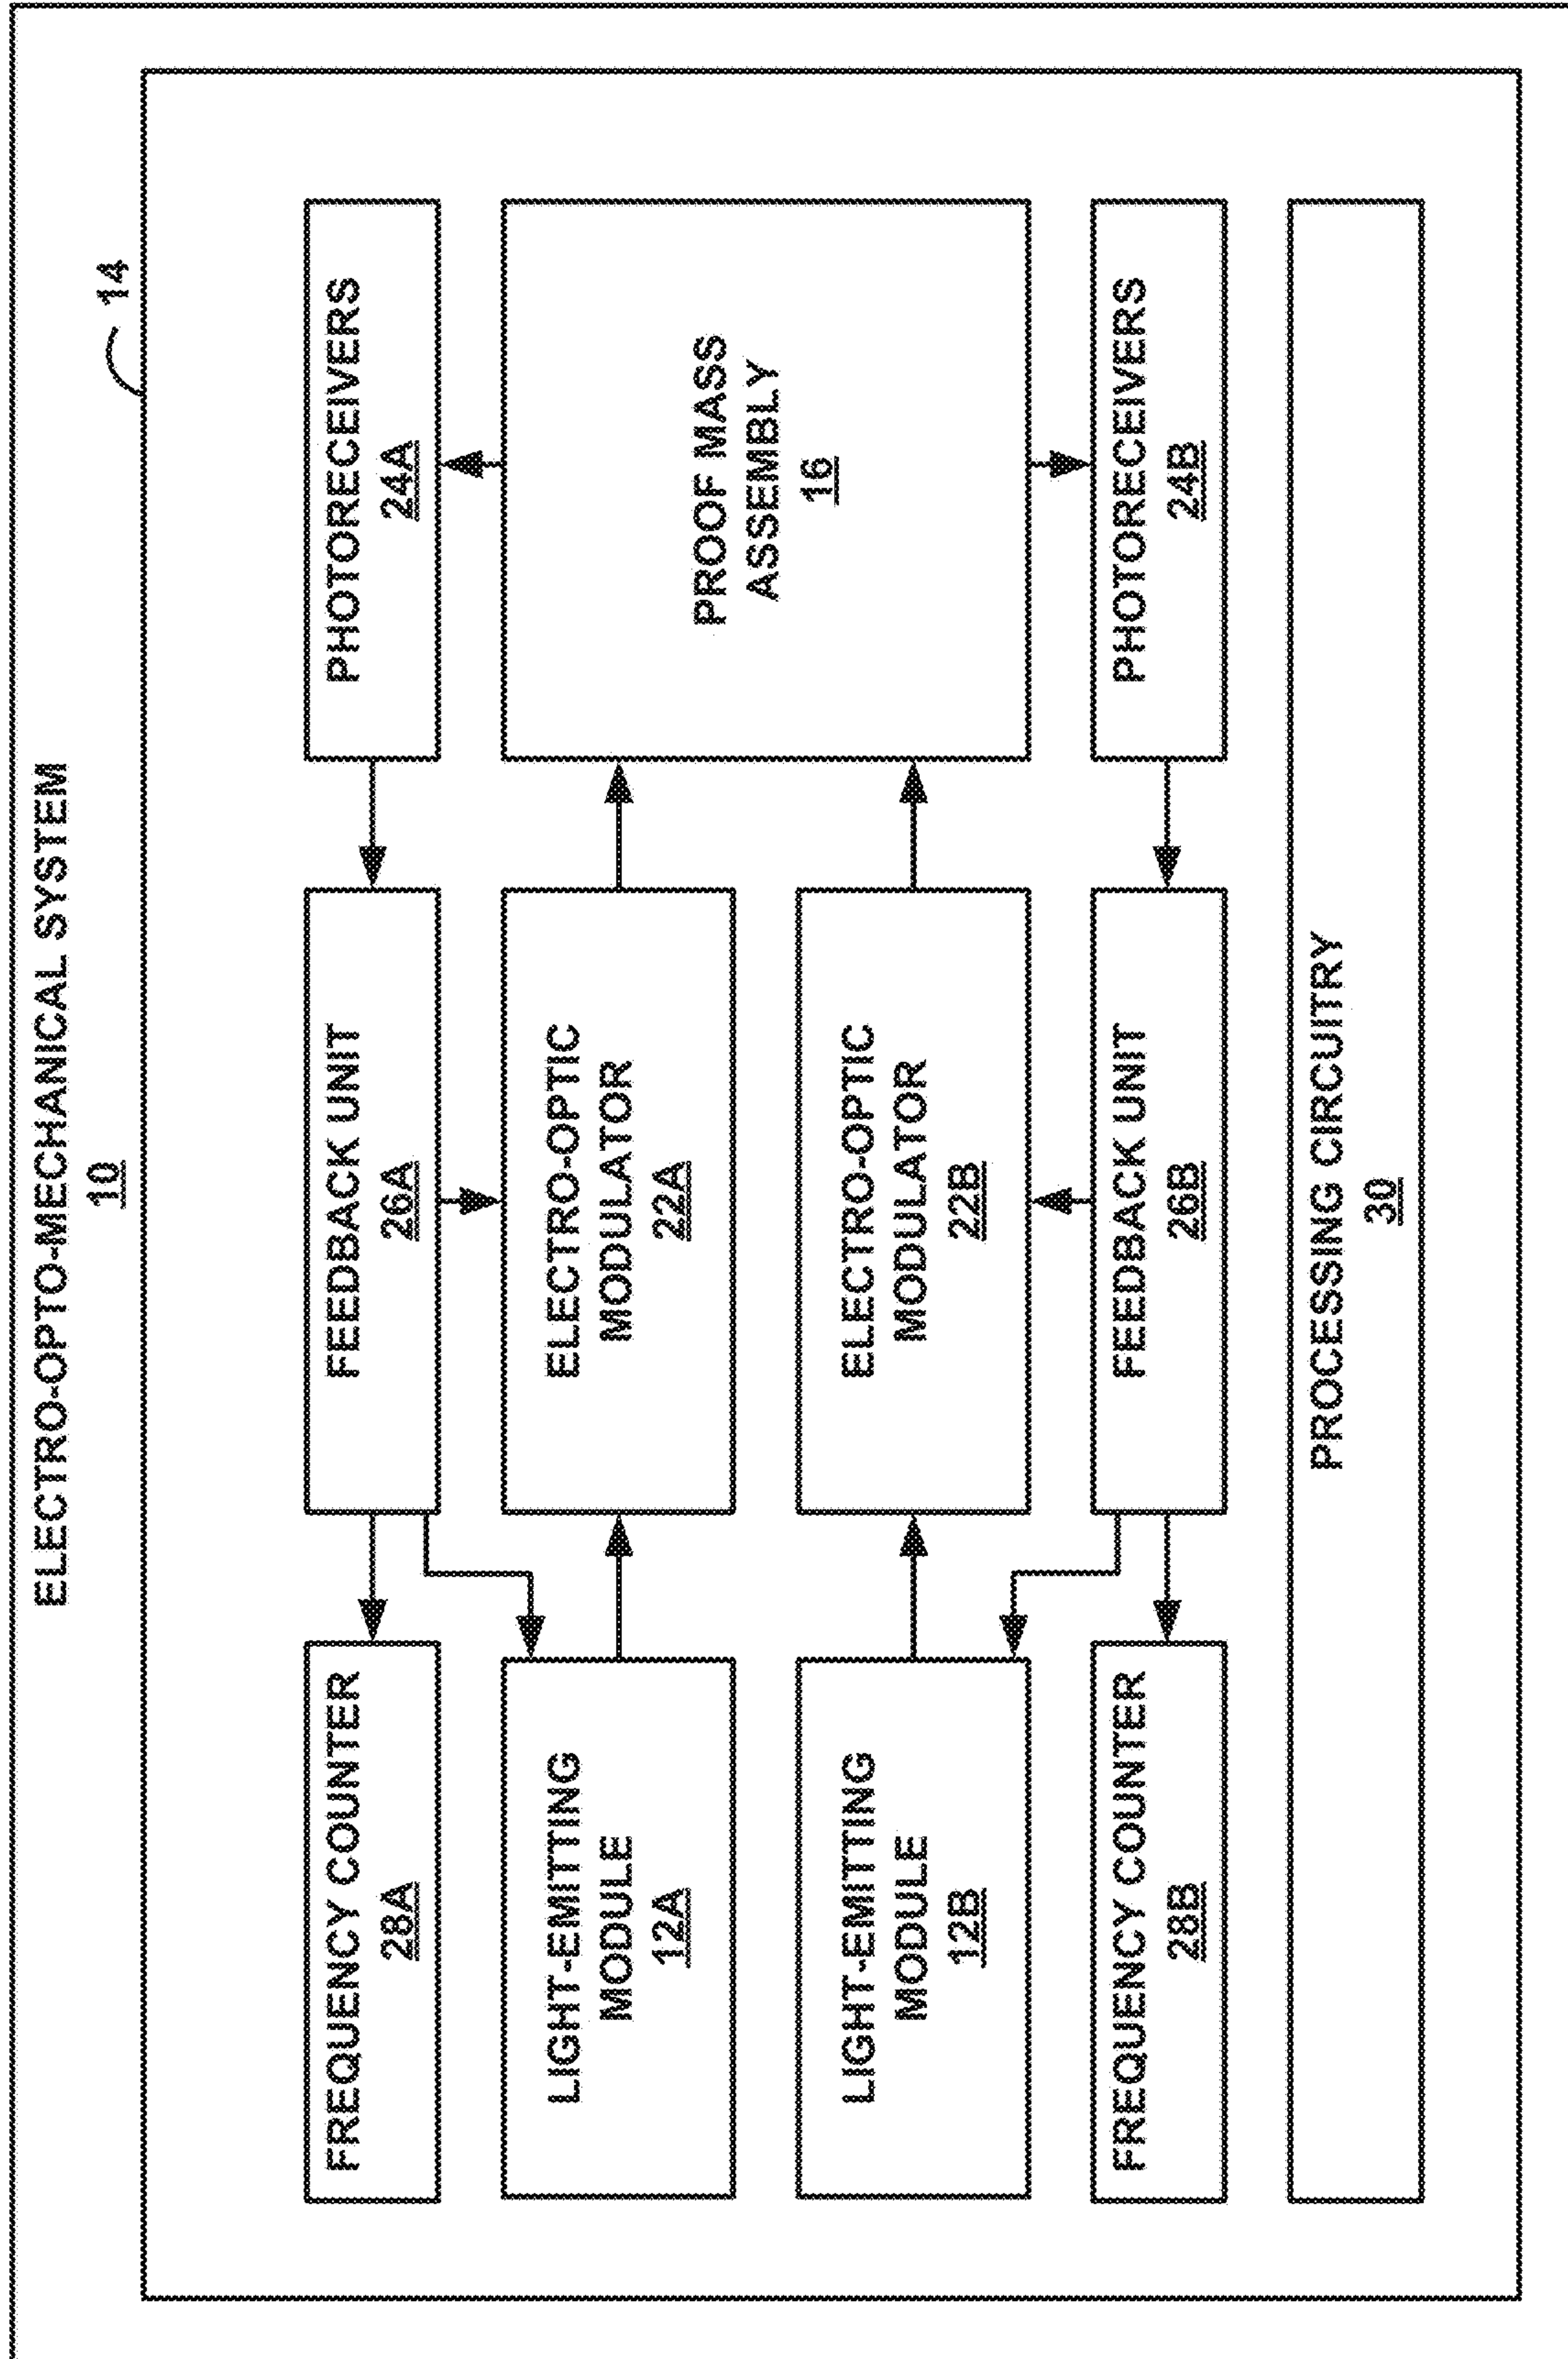 ELECTRO-OPTO-MECHANICAL SYSTEM
10
14
FREQUENCY COUNTER
28A
FEEDBACK UNIT
26A
PHOTORECEIVERS
24A
LIGHT-EMITTING
MODULE
12A
ELECTRO-OPTIC
MODULATOR
22A
PROOF MASS
ASSEMBLY
16
LIGHT-EMITTING
MODULE
12B
ELECTRO-OPTIC
MODULATOR
22B
FREQUENCY COUNTER
28B
FEEDBACK UNIT
26B
PHOTORECEIVERS
24B
PROCESSING CIRCUITRY
30